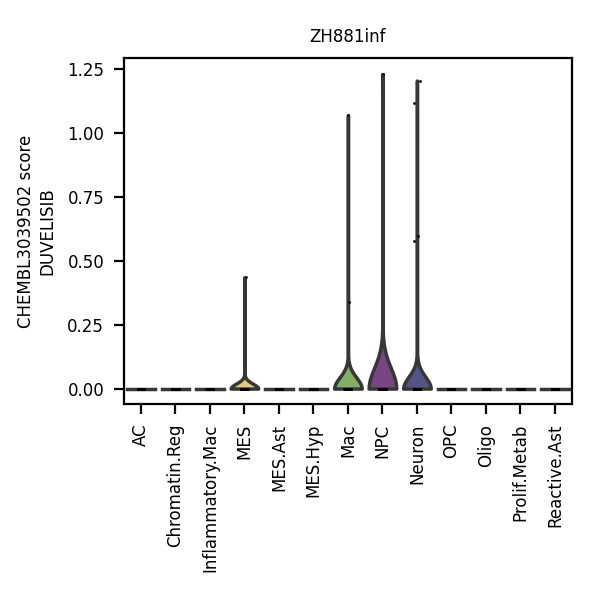 ZH881inf
CHEMBL3039502 score
DUVELISIB
1.25
1.00
0.75
0.50
0.25
0.00
AC
Chromatin.Reg
Inflammatory.Mac
MES
MES.Ast
MES.Hyp
Mac
NPC
Neuron
OPC
Oligo
Prolif.Metab
Reactive.Ast